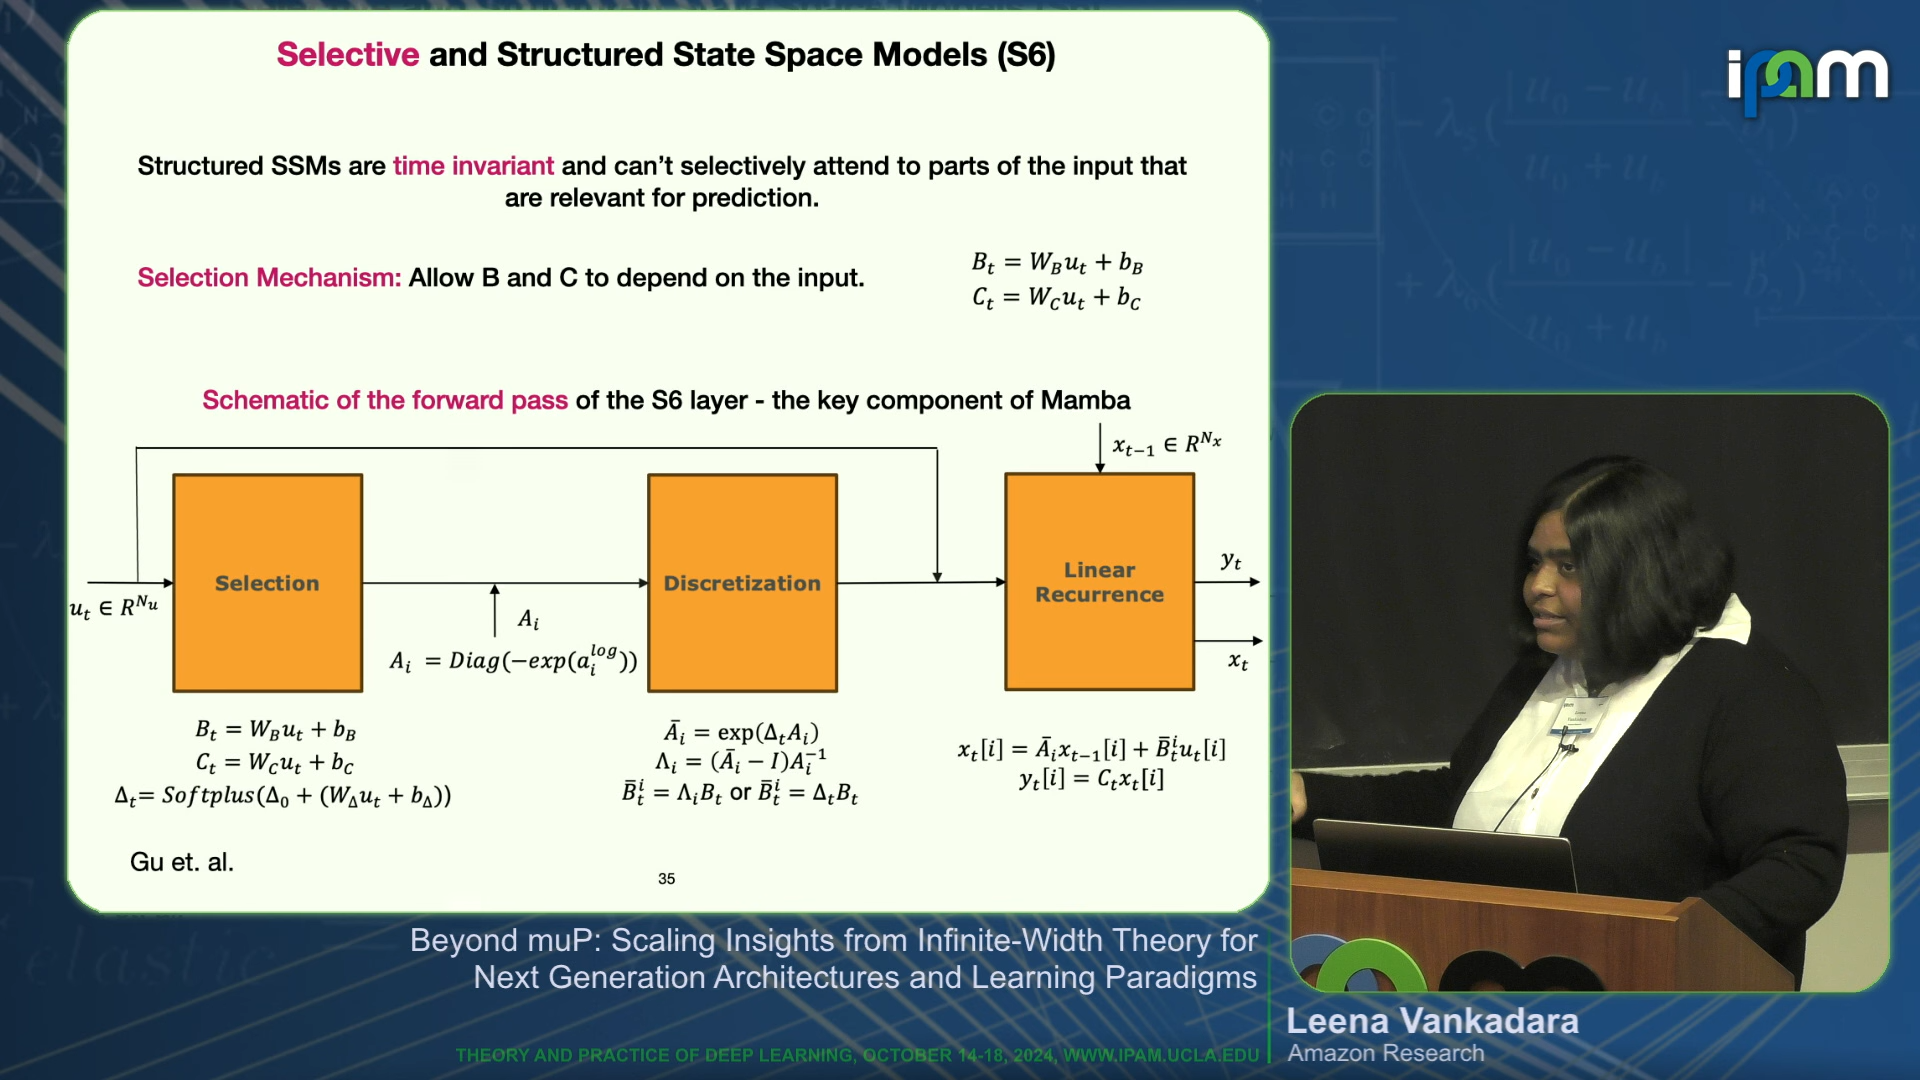 Selective and Structured State Space Models (S6)
Structured SSMs are time invariant and can't selectively attend to parts of the input that
are relevant for prediction.
Selection Mechanism: Allow B and C to depend on the input.
B_t = W_B u_t + b_B
C_t = W_C u_t + b_C
Schematic of the forward pass of the S6 layer - the key component of Mamba
x_{t−1} ∈ R^{N_x}
Selection
Discretization
Linear
Recurrence
u_t ∈ R^{N_u}
A_i
A_i = Diag(−exp(a_i^{log}))
y_t
x_t
B_t = W_B u_t + b_B
C_t = W_C u_t + b_C
Δ_t = Softplus(Δ_0 + (W_Δ u_t + b_Δ))
Ā_i = exp(Δ_t A_i)
Λ_i = (Ā_i − I)A_i^{−1}
B̄_t^i = Λ_i B_t or B̄_t^i = Δ_t B_t
x_t[i] = Ā_i x_{t−1}[i] + B̄_t^i u_t[i]
y_t[i] = C_t x_t[i]
Gu et. al.
35
ipam
Beyond muP: Scaling Insights from Infinite-Width Theory for
Next Generation Architectures and Learning Paradigms
Leena Vankadara
Amazon Research
THEORY AND PRACTICE OF DEEP LEARNING, OCTOBER 14-18, 2024, WWW.IPAM.UCLA.EDU